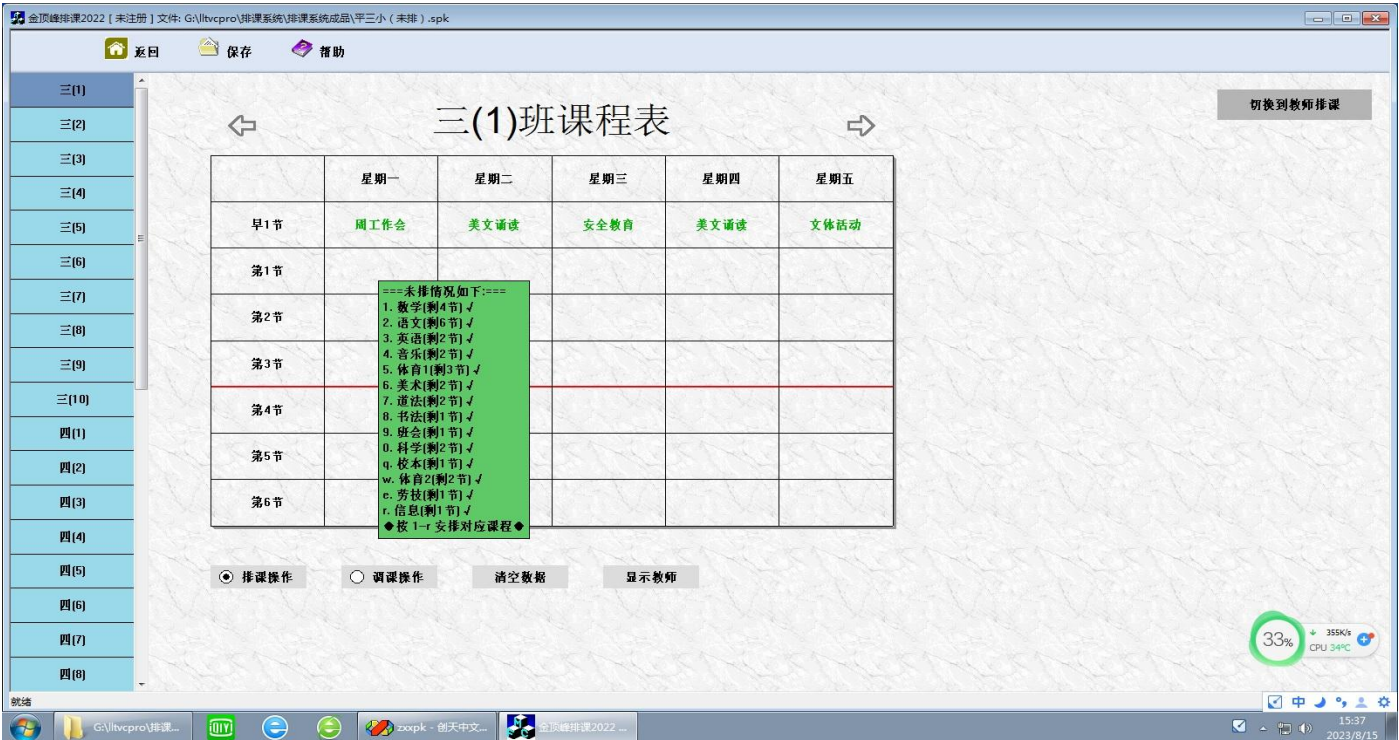 金顶峰排课2022 [ 未注册 ] 文件: G:\lltvcpro\排课系统\排课系统成品\平三小（未排）.spk
返回 保存 帮助
三(1)
三(2)
三(3)
三(4)
三(5)
三(6)
三(7)
三(8)
三(9)
三(10)
四(1)
四(2)
四(3)
四(4)
四(5)
四(6)
四(7)
四(8)
三(1)班课程表
切换到教师排课
星期一 星期二 星期三 星期四 星期五
早1节 周工作会 美文诵读 安全教育 美文诵读 文体活动
第1节
第2节
第3节
第4节
第5节
第6节
===未排情况如下:===
1. 数学(剩4节)√
2. 语文(剩6节)√
3. 英语(剩2节)√
4. 音乐(剩2节)√
5. 体育1(剩3节)√
6. 美术(剩2节)√
7. 道法(剩2节)√
8. 书法(剩1节)√
9. 班会(剩1节)√
0. 科学(剩2节)√
q. 校本(剩1节)√
w. 体育2(剩2节)√
e. 劳技(剩1节)√
r. 信息(剩1节)√
◆按 1-r 安排对应课程◆
排课操作 调课操作 清空数据 显示教师
33% 355K/s
CPU 34℃
就绪
中
G:\lltvcpro\排课... iQIYI zxxpk - 创天中文... 金顶峰排课2022 ...
15:37
2023/8/15